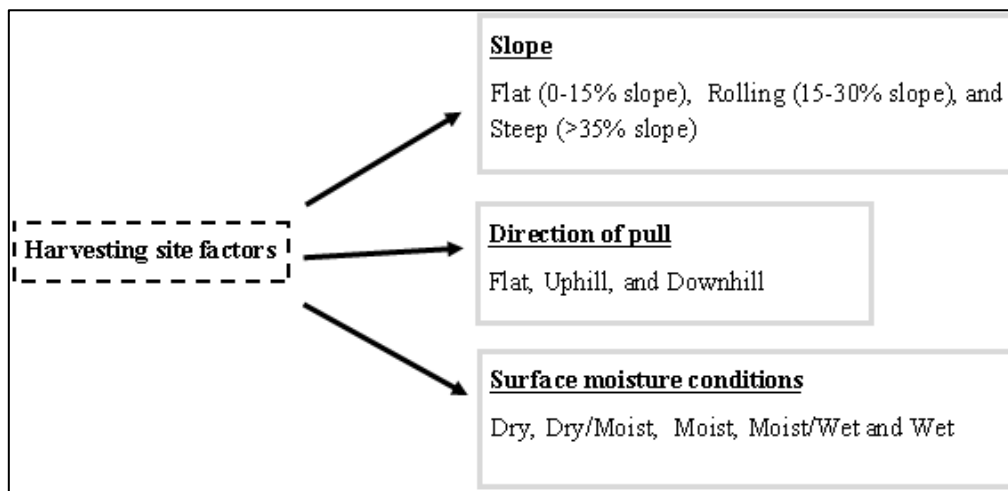 Slope
Flat (0-15% slope), Rolling (15-30% slope), and
Steep (>35% slope)
Harvesting site factors
Direction of pull
Flat, Uphill, and Downhill
Surface moisture conditions
Dry, Dry/Moist, Moist, Moist/Wet and Wet